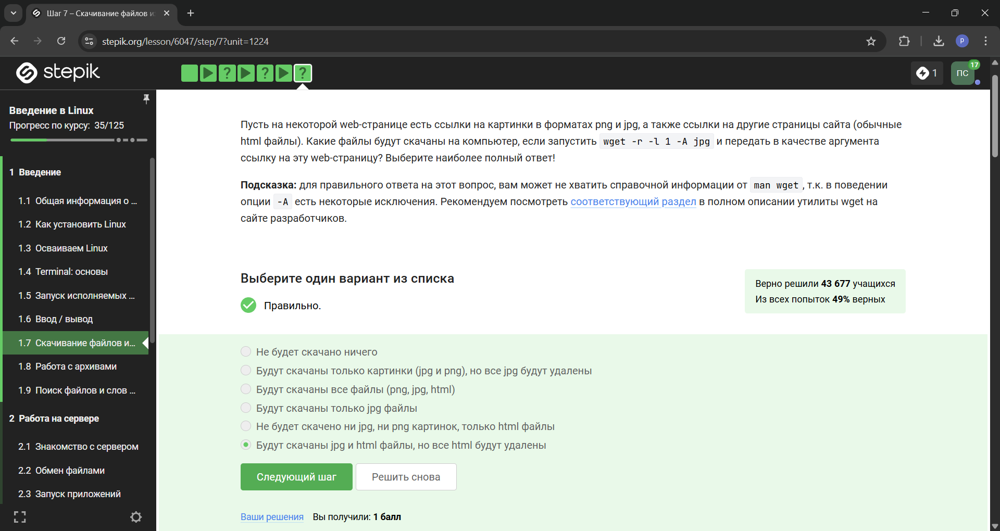 Шаг 7 – Скачивание файлов из
stepik.org/lesson/6047/step/7?unit=1224
P
stepik
? ? ?
1
ПС
17
Введение в Linux
Прогресс по курсу: 35/125
1 Введение
1.1 Общая информация о ...
1.2 Как установить Linux
1.3 Осваиваем Linux
1.4 Terminal: основы
1.5 Запуск исполняемых ...
1.6 Ввод / вывод
1.7 Скачивание файлов и...
1.8 Работа с архивами
1.9 Поиск файлов и слов ...
2 Работа на сервере
2.1 Знакомство с сервером
2.2 Обмен файлами
2.3 Запуск приложений
Пусть на некоторой web-странице есть ссылки на картинки в форматах png и jpg, а также ссылки на другие страницы сайта (обычные
html файлы). Какие файлы будут скачаны на компьютер, если запустить wget -r -l 1 -A jpg и передать в качестве аргумента
ссылку на эту web-страницу? Выберите наиболее полный ответ!
Подсказка: для правильного ответа на этот вопрос, вам может не хватить справочной информации от man wget, т.к. в поведении
опции -A есть некоторые исключения. Рекомендуем посмотреть соответствующий раздел в полном описании утилиты wget на
сайте разработчиков.
Выберите один вариант из списка
Правильно.
Верно решили 43 677 учащихся
Из всех попыток 49% верных
Не будет скачано ничего
Будут скачаны только картинки (jpg и png), но все jpg будут удалены
Будут скачаны все файлы (png, jpg, html)
Будут скачаны только jpg файлы
Не будет скачено ни jpg, ни png картинок, только html файлы
Будут скачаны jpg и html файлы, но все html будут удалены
Следующий шаг
Решить снова
Ваши решения Вы получили: 1 балл